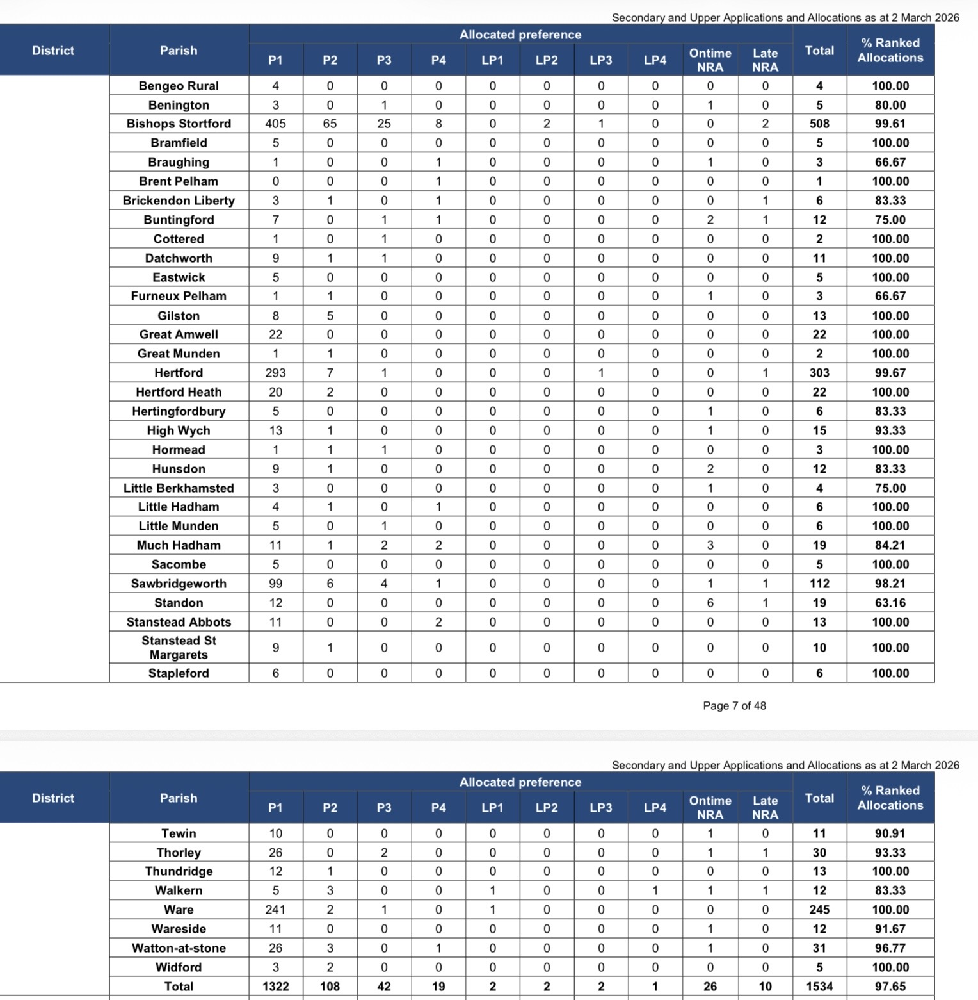 Secondary and Upper Applications and Allocations as at 2 March 2026
District Parish Allocated preference Total % Ranked Allocations
P1 P2 P3 P4 LP1 LP2 LP3 LP4 Ontime NRA Late NRA
Bengeo Rural 4 0 0 0 0 0 0 0 0 0 4 100.00
Benington 3 0 1 0 0 0 0 0 1 0 5 80.00
Bishops Stortford 405 65 25 8 0 2 1 0 0 2 508 99.61
Bramfield 5 0 0 0 0 0 0 0 0 0 5 100.00
Braughing 1 0 0 1 0 0 0 0 1 0 3 66.67
Brent Pelham 0 0 0 1 0 0 0 0 0 0 1 100.00
Brickendon Liberty 3 1 0 1 0 0 0 0 0 1 6 83.33
Buntingford 7 0 1 1 0 0 0 0 2 1 12 75.00
Cottered 1 0 1 0 0 0 0 0 0 0 2 100.00
Datchworth 9 1 1 0 0 0 0 0 0 0 11 100.00
Eastwick 5 0 0 0 0 0 0 0 0 0 5 100.00
Furneux Pelham 1 1 0 0 0 0 0 0 1 0 3 66.67
Gilston 8 5 0 0 0 0 0 0 0 0 13 100.00
Great Amwell 22 0 0 0 0 0 0 0 0 0 22 100.00
Great Munden 1 1 0 0 0 0 0 0 0 0 2 100.00
Hertford 293 7 1 0 0 0 1 0 0 1 303 99.67
Hertford Heath 20 2 0 0 0 0 0 0 0 0 22 100.00
Hertingfordbury 5 0 0 0 0 0 0 0 1 0 6 83.33
High Wych 13 1 0 0 0 0 0 0 1 0 15 93.33
Hormead 1 1 1 0 0 0 0 0 0 0 3 100.00
Hunsdon 9 1 0 0 0 0 0 0 2 0 12 83.33
Little Berkhamsted 3 0 0 0 0 0 0 0 1 0 4 75.00
Little Hadham 4 1 0 1 0 0 0 0 0 0 6 100.00
Little Munden 5 0 1 0 0 0 0 0 0 0 6 100.00
Much Hadham 11 1 2 2 0 0 0 0 3 0 19 84.21
Sacombe 5 0 0 0 0 0 0 0 0 0 5 100.00
Sawbridgeworth 99 6 4 1 0 0 0 0 1 1 112 98.21
Standon 12 0 0 0 0 0 0 0 6 1 19 63.16
Stanstead Abbots 11 0 0 2 0 0 0 0 0 0 13 100.00
Stanstead St Margarets 9 1 0 0 0 0 0 0 0 0 10 100.00
Stapleford 6 0 0 0 0 0 0 0 0 0 6 100.00
Page 7 of 48
Secondary and Upper Applications and Allocations as at 2 March 2026
District Parish Allocated preference Total % Ranked Allocations
P1 P2 P3 P4 LP1 LP2 LP3 LP4 Ontime NRA Late NRA
Tewin 10 0 0 0 0 0 0 0 1 0 11 90.91
Thorley 26 0 2 0 0 0 0 0 1 1 30 93.33
Thundridge 12 1 0 0 0 0 0 0 0 0 13 100.00
Walkern 5 3 0 0 1 0 0 1 1 1 12 83.33
Ware 241 2 1 0 1 0 0 0 0 0 245 100.00
Wareside 11 0 0 0 0 0 0 0 1 0 12 91.67
Watton-at-stone 26 3 0 1 0 0 0 0 1 0 31 96.77
Widford 3 2 0 0 0 0 0 0 0 0 5 100.00
Total 1322 108 42 19 2 2 2 1 26 10 1534 97.65